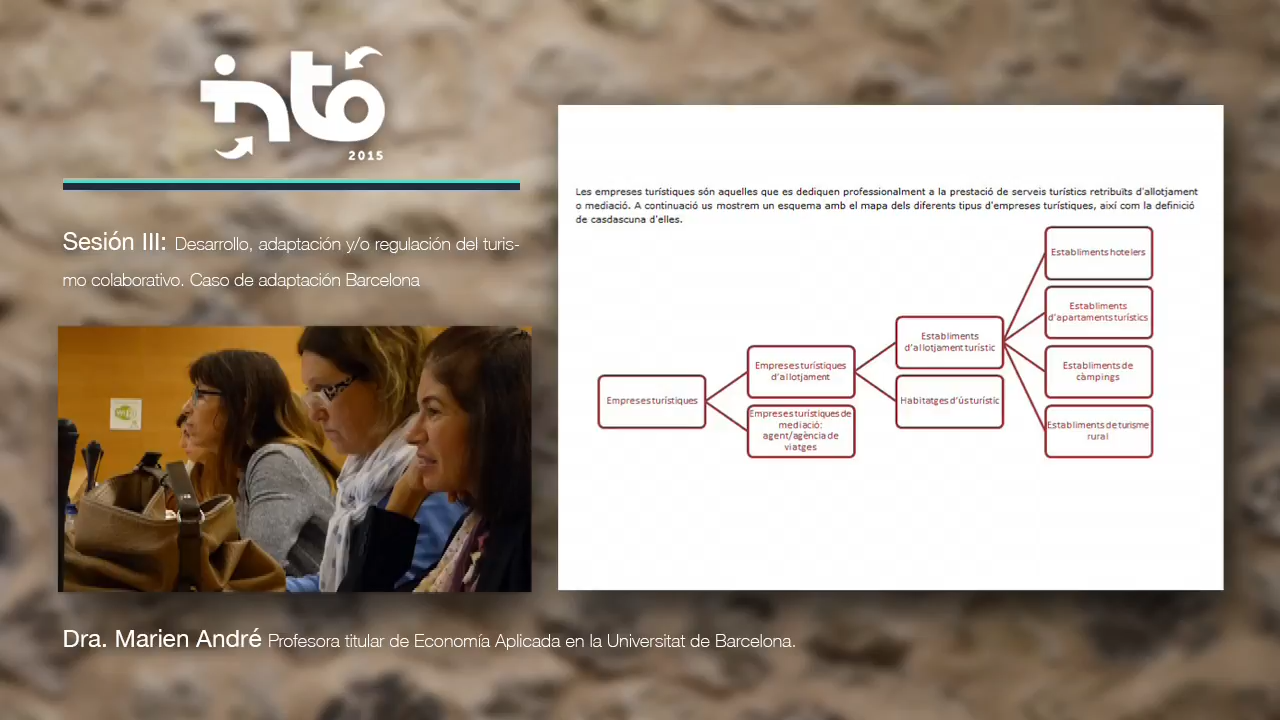 into
2015
Sesión III: Desarrollo, adaptación y/o regulación del turis-
mo colaborativo. Caso de adaptación Barcelona
Dra. Marien André Profesora titular de Economía Aplicada en la Universitat de Barcelona.
Les empreses turístiques són aquelles que es dediquen professionalment a la prestació de serveis turístics retribuïts d'allotjament
o mediació. A continuació us mostrem un esquema amb el mapa dels diferents tipus d'empreses turístiques, així com la definició
de casdascuna d'elles.
Empreses turístiques
Empreses turístiques
d'allotjament
Empreses turístiques de
mediació:
agent/agència de
viatges
Establiments
d'allotjament turístic
Habitatges d'ús turístic
Establiments hotelers
Establiments
d'apartaments turístics
Establiments de
càmpings
Establiments de turisme
rural